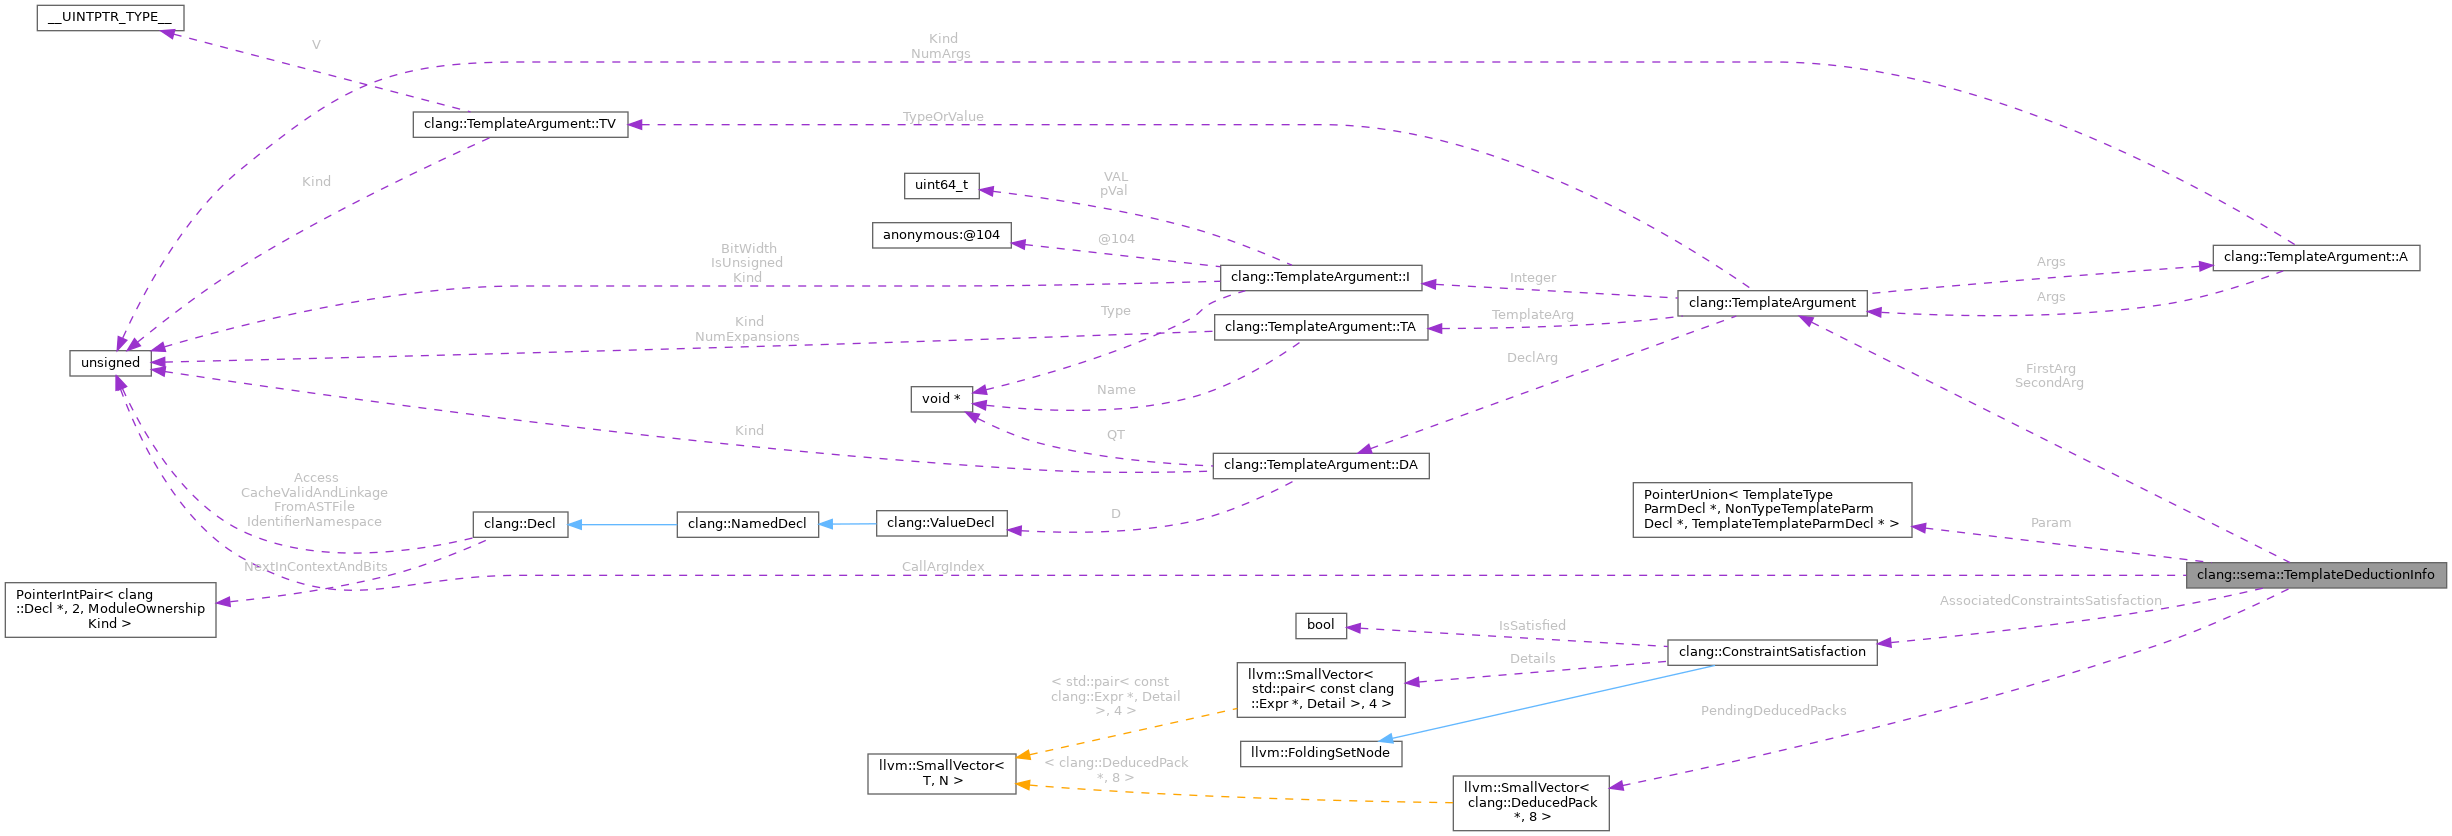 __UINTPTR_TYPE__
V
Kind
NumArgs
clang::TemplateArgument::TV
TypeOrValue
Kind
uint64_t
VAL
pVal
anonymous:@104
@104
BitWidth
IsUnsigned
Kind
clang::TemplateArgument::I
Integer
clang::TemplateArgument
Args
Args
clang::TemplateArgument::A
Type
Kind
NumExpansions
clang::TemplateArgument::TA
TemplateArg
unsigned
DeclArg
void *
Name
FirstArg
SecondArg
Kind
QT
clang::TemplateArgument::DA
Access
CacheValidAndLinkage
FromASTFile
IdentifierNamespace
clang::Decl
clang::NamedDecl
clang::ValueDecl
D
PointerUnion< TemplateType
ParmDecl *, NonTypeTemplateParm
Decl *, TemplateTemplateParmDecl * >
Param
NextInContextAndBits
CallArgIndex
clang::sema::TemplateDeductionInfo
PointerIntPair< clang
::Decl *, 2, ModuleOwnership
Kind >
AssociatedConstraintsSatisfaction
bool
IsSatisfied
clang::ConstraintSatisfaction
Details
llvm::SmallVector<
std::pair< const clang
::Expr *, Detail >, 4 >
< std::pair< const
clang::Expr *, Detail
>, 4 >
PendingDeducedPacks
llvm::FoldingSetNode
llvm::SmallVector<
T, N >
< clang::DeducedPack
*, 8 >
llvm::SmallVector<
clang::DeducedPack
*, 8 >